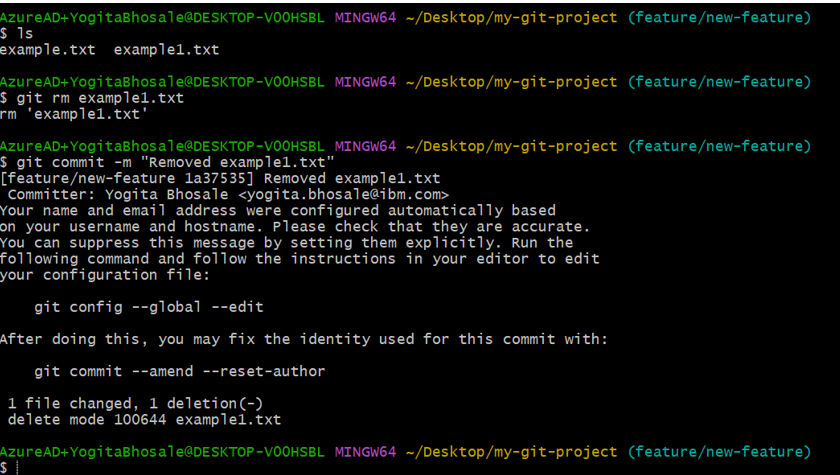 AzureAD+YogitaBhosale@DESKTOP-V00HSBL MINGW64 ~/Desktop/my-git-project (feature/new-feature)
$ ls
example.txt  example1.txt
AzureAD+YogitaBhosale@DESKTOP-V00HSBL MINGW64 ~/Desktop/my-git-project (feature/new-feature)
$ git rm example1.txt
rm 'example1.txt'
AzureAD+YogitaBhosale@DESKTOP-V00HSBL MINGW64 ~/Desktop/my-git-project (feature/new-feature)
$ git commit -m "Removed example1.txt"
[feature/new-feature 1a37535] Removed example1.txt
 Committer: Yogita Bhosale <yogita.bhosale@ibm.com>
Your name and email address were configured automatically based
on your username and hostname. Please check that they are accurate.
You can suppress this message by setting them explicitly. Run the
following command and follow the instructions in your editor to edit
your configuration file:
    git config --global --edit
After doing this, you may fix the identity used for this commit with:
    git commit --amend --reset-author
 1 file changed, 1 deletion(-)
 delete mode 100644 example1.txt
AzureAD+YogitaBhosale@DESKTOP-V00HSBL MINGW64 ~/Desktop/my-git-project (feature/new-feature)
$